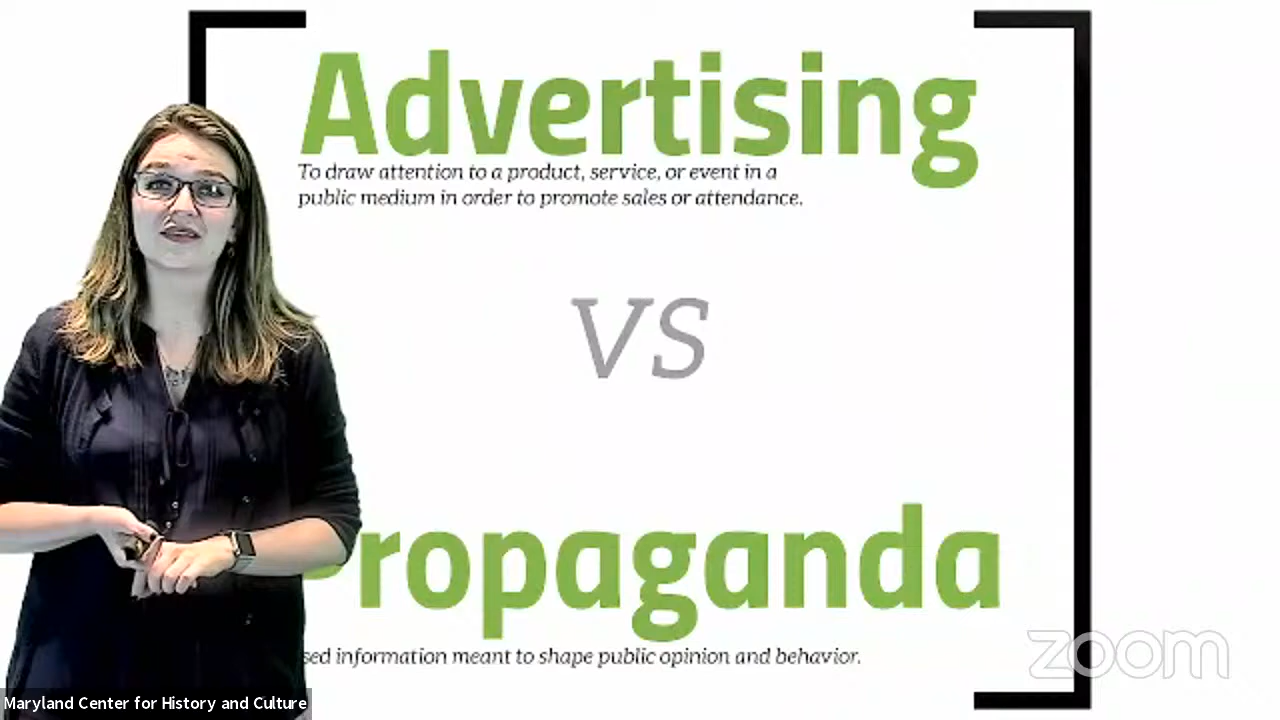 Advertising
To draw attention to a product, service, or event in a
public medium in order to promote sales or attendance.
VS
ropaganda
sed information meant to shape public opinion and behavior.
zoom
Maryland Center for History and Culture